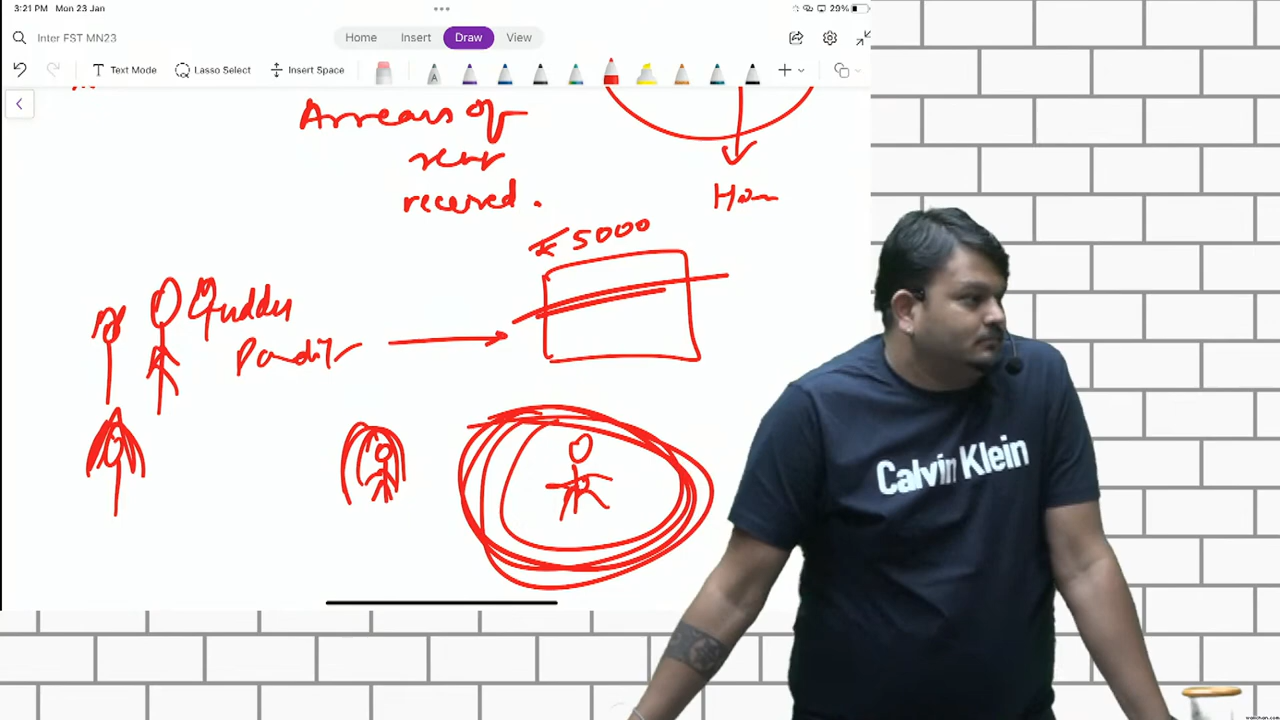 3:21 PM Mon 23 Jan
29%
Inter FST MN23
Home Insert Draw View
Text Mode Lasso Select Insert Space
Arrears of
rent
received.
₹5000
Guddu
Pandit
Calvin Klein